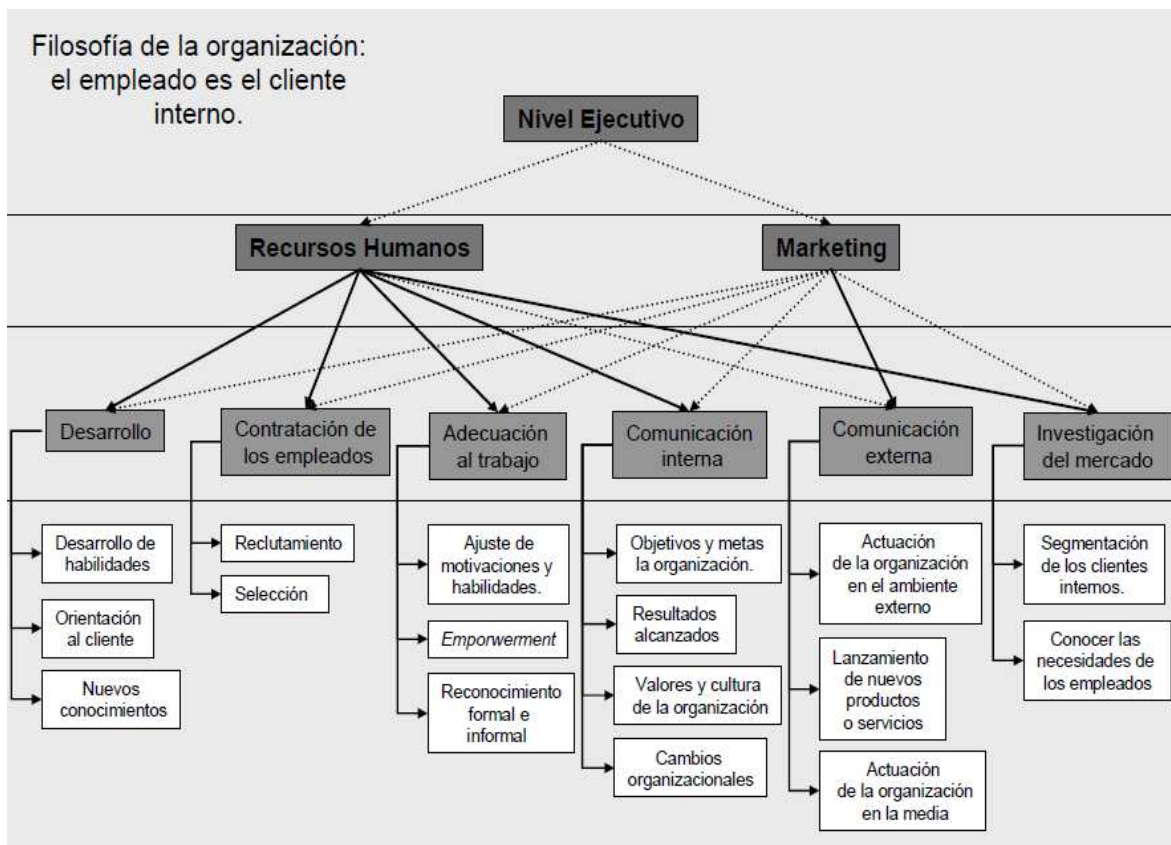 Filosofía de la organización:
el empleado es el cliente
interno.
Nivel Ejecutivo
Recursos Humanos
Marketing
Desarrollo
Contratación de
los empleados
Adecuación
al trabajo
Comunicación
interna
Comunicación
externa
Investigación
del mercado
Desarrollo de
habilidades
Orientación
al cliente
Nuevos
conocimientos
Reclutamiento
Selección
Ajuste de
motivaciones y
habilidades.
Emporwerment
Reconocimiento
formal e
informal
Objetivos y metas
la organización.
Resultados
alcanzados
Valores y cultura
de la organización
Cambios
organizacionales
Actuación
de la organización
en el ambiente
externo
Lanzamiento
de nuevos
productos
o servicios
Actuación
de la organización
en la media
Segmentación
de los clientes
internos.
Conocer las
necesidades de
los empleados